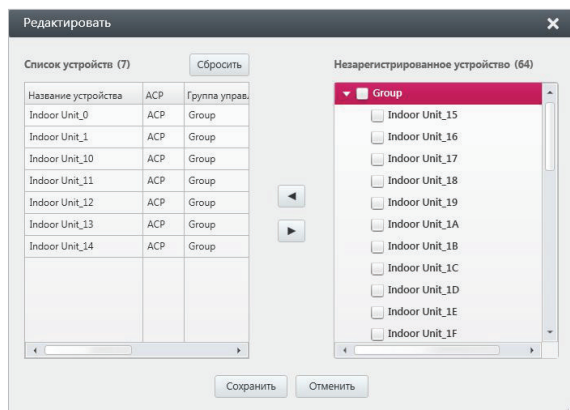 Редактировать
Список устройств (7)
Сбросить
Незарегистрированное устройство (64)
Название устройства ACP Группа управ.
Indoor Unit_0 ACP Group
Indoor Unit_1 ACP Group
Indoor Unit_10 ACP Group
Indoor Unit_11 ACP Group
Indoor Unit_12 ACP Group
Indoor Unit_13 ACP Group
Indoor Unit_14 ACP Group
Group
Indoor Unit_15
Indoor Unit_16
Indoor Unit_17
Indoor Unit_18
Indoor Unit_19
Indoor Unit_1A
Indoor Unit_1B
Indoor Unit_1C
Indoor Unit_1D
Indoor Unit_1E
Indoor Unit_1F
Сохранить
Отменить